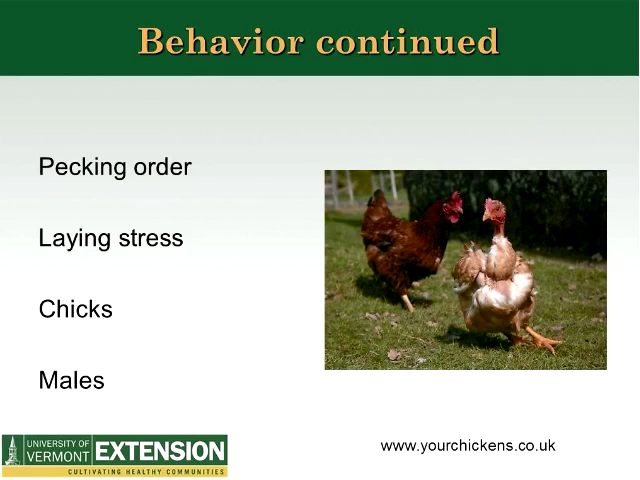 Behavior continued
Pecking order
Laying stress
Chicks
Males
UNIVERSITY OF
VERMONT
EXTENSION
CULTIVATING HEALTHY COMMUNITIES
www.yourchickens.co.uk